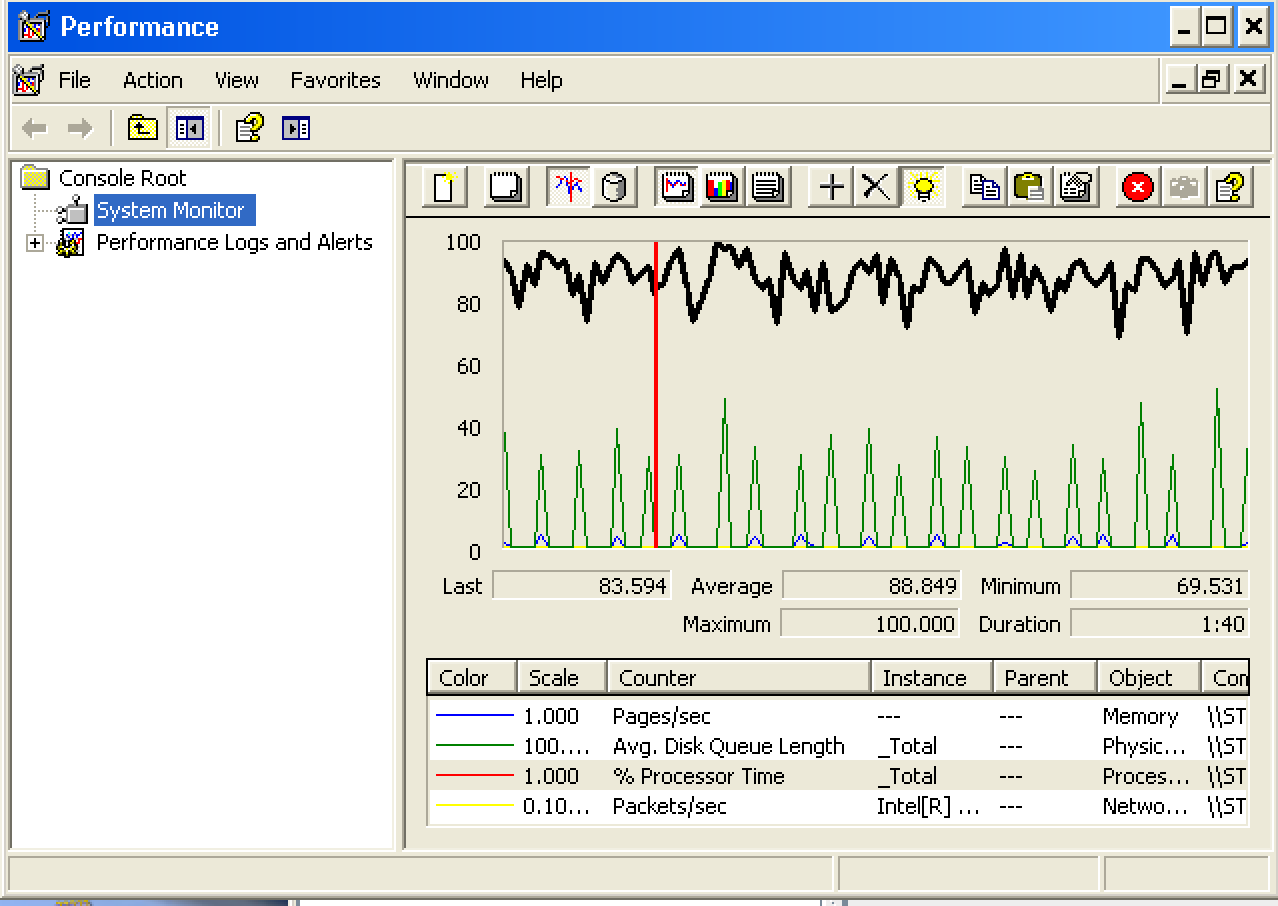 Performance
File Action View Favorites Window Help
Console Root
System Monitor
Performance Logs and Alerts
100
80
60
40
20
0
Last 83.594 Average 88.849 Minimum 69.531
Maximum 100.000 Duration 1:40
Color Scale Counter Instance Parent Object Con
1.000 Pages/sec --- --- Memory \\ST
100.... Avg. Disk Queue Length _Total --- Physic... \\ST
1.000 % Processor Time _Total --- Proces... \\ST
0.10... Packets/sec Intel[R] ... --- Netwo... \\ST